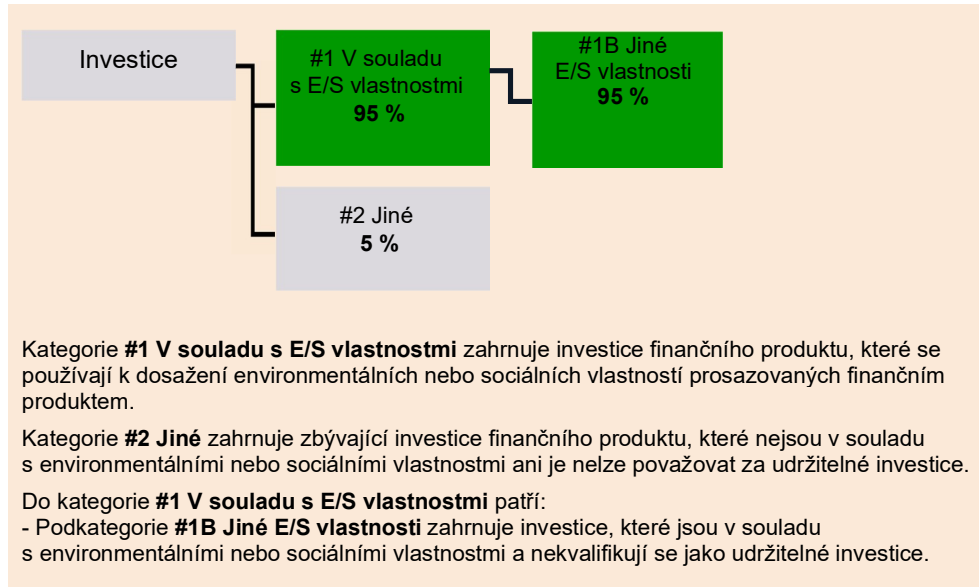 Investice
#1 V souladu
s E/S vlastnostmi
95 %
#1B Jiné
E/S vlastnosti
95 %
#2 Jiné
5 %
Kategorie #1 V souladu s E/S vlastnostmi zahrnuje investice finančního produktu, které se
používají k dosažení environmentálních nebo sociálních vlastností prosazovaných finančním
produktem.
Kategorie #2 Jiné zahrnuje zbývající investice finančního produktu, které nejsou v souladu
s environmentálními nebo sociálními vlastnostmi ani je nelze považovat za udržitelné investice.
Do kategorie #1 V souladu s E/S vlastnostmi patří:
- Podkategorie #1B Jiné E/S vlastnosti zahrnuje investice, které jsou v souladu
s environmentálními nebo sociálními vlastnostmi a nekvalifikují se jako udržitelné investice.